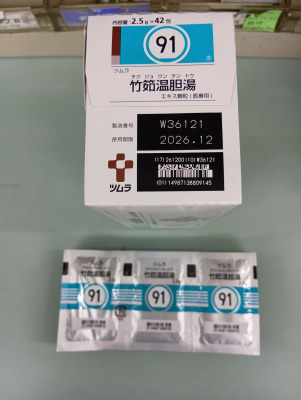 内容量 2.5g×42包
91
ツムラ
チク ジョ ウン タン トウ
竹筎温胆湯
エキス顆粒(医療用)
製造番号 W36121
使用期限 2026.12
(17)261200(10)W36121
(01)14987138809145
ツムラ
ツムラ
竹筎温胆湯
91
ツムラ
竹筎温胆湯
91
ツムラ
竹筎温胆湯
91